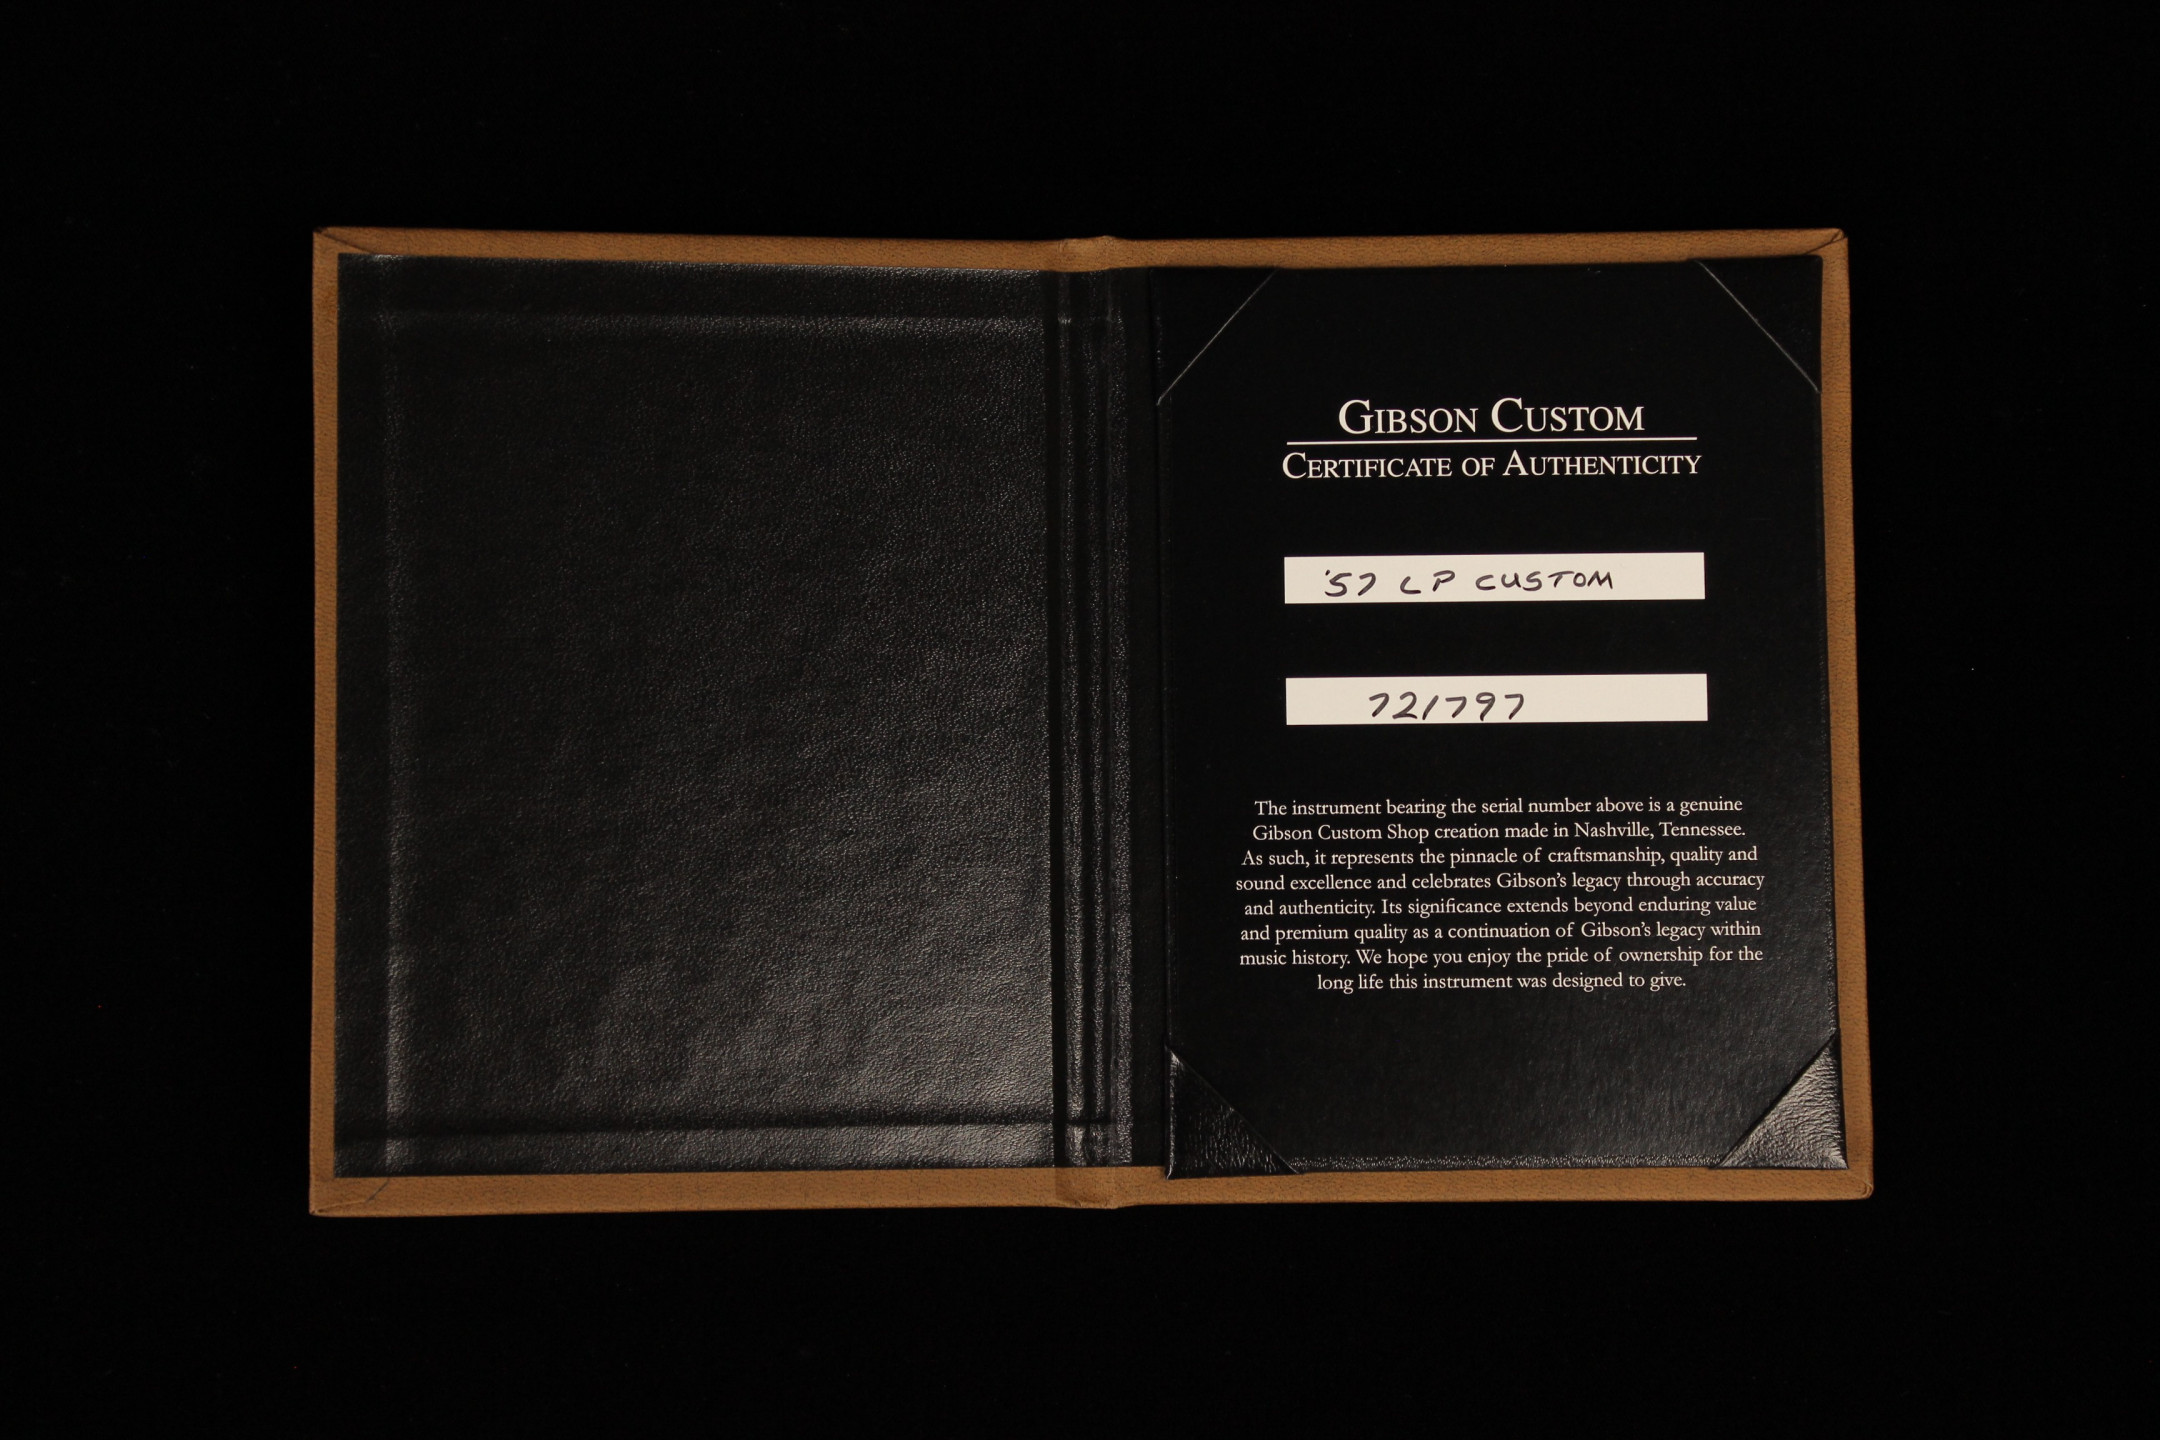 GIBSON CUSTOM
CERTIFICATE OF AUTHENTICITY
'57 LP CUSTOM
721797
The instrument bearing the serial number above is a genuine
Gibson Custom Shop creation made in Nashville, Tennessee.
As such, it represents the pinnacle of craftsmanship, quality and
sound excellence and celebrates Gibson's legacy through accuracy
and authenticity. Its significance extends beyond enduring value
and premium quality as a continuation of Gibson's legacy within
music history. We hope you enjoy the pride of ownership for the
long life this instrument was designed to give.